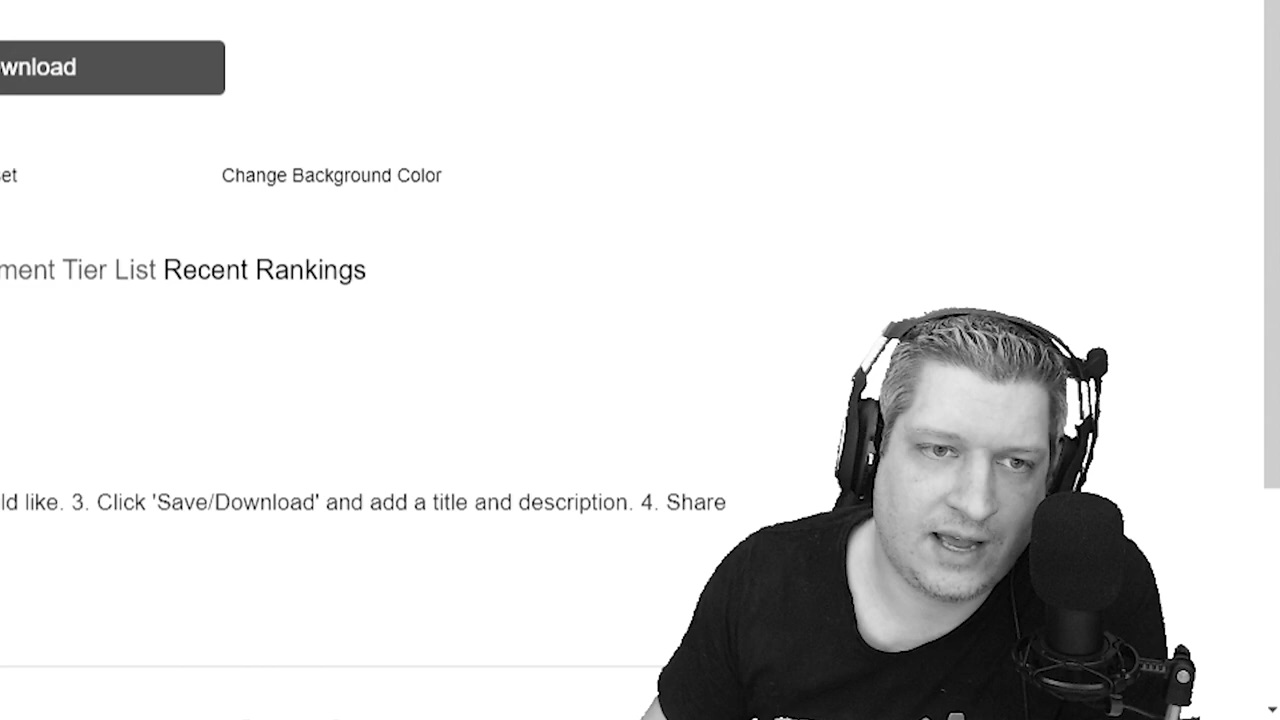 wnload
et
Change Background Color
ment Tier List Recent Rankings
ld like. 3. Click 'Save/Download' and add a title and description. 4. Share